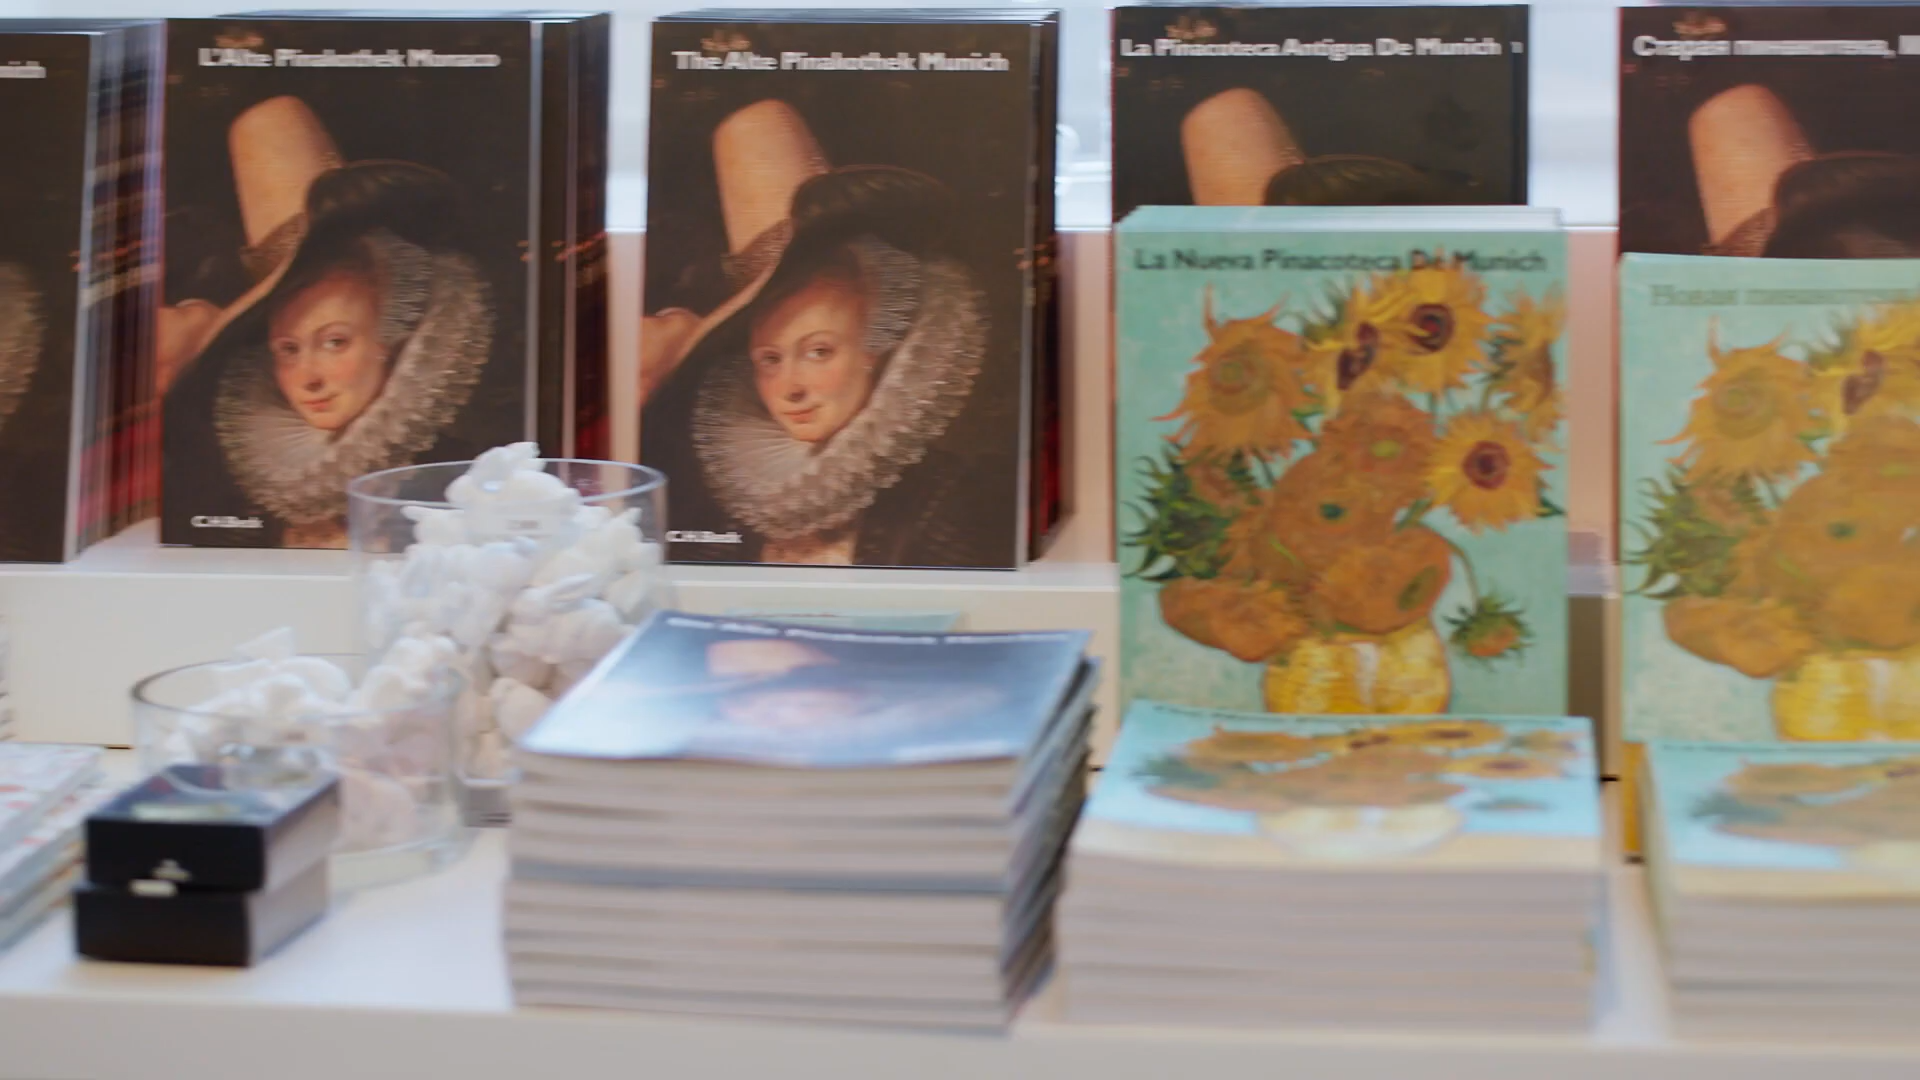 L'Alte Pinakothek Monaco
The Alte Pinakothek Munich
La Pinacoteca Antigua De Munich
Старая пинакотека,
La Nueva Pinacoteca De Munich
Новая
C.H.Beck
C.H.Beck